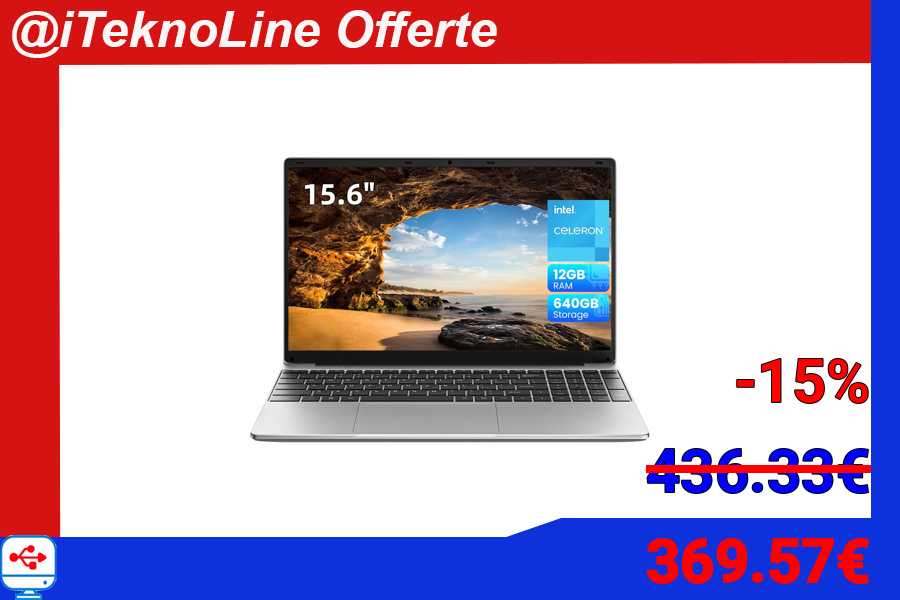 @iTeknoLine Offerte
15.6"
intel.
CELERON
12GB
RAM
640GB
Storage
-15%
436.33€
369.57€